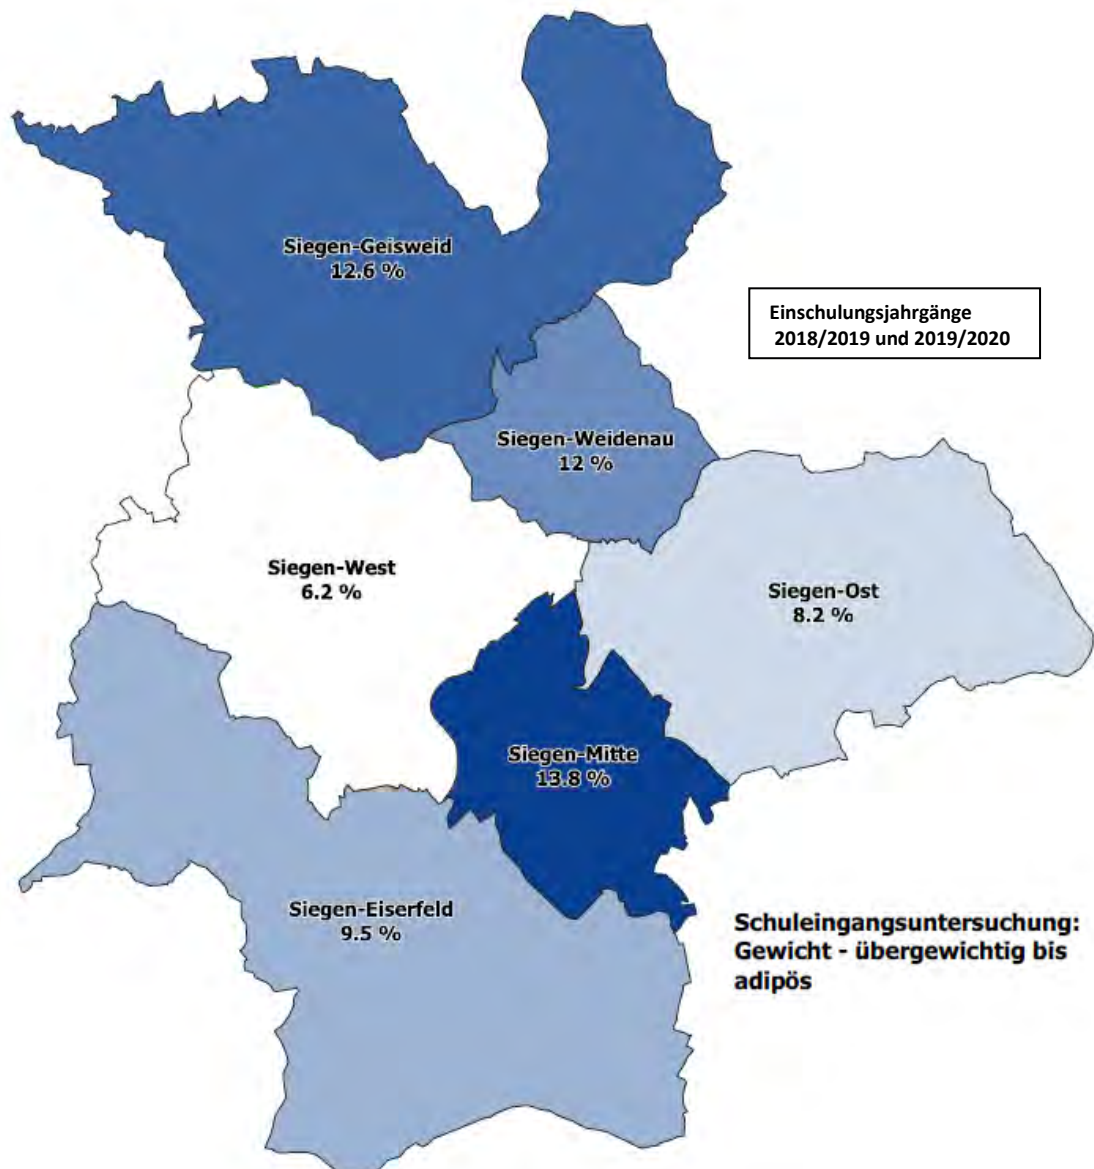 Siegen-Geisweid
12.6 %
Einschulungsjahrgänge
2018/2019 und 2019/2020
Siegen-Weidenau
12 %
Siegen-West
6.2 %
Siegen-Ost
8.2 %
Siegen-Mitte
13.8 %
Siegen-Eiserfeld
9.5 %
Schuleingangsuntersuchung:
Gewicht - übergewichtig bis
adipös